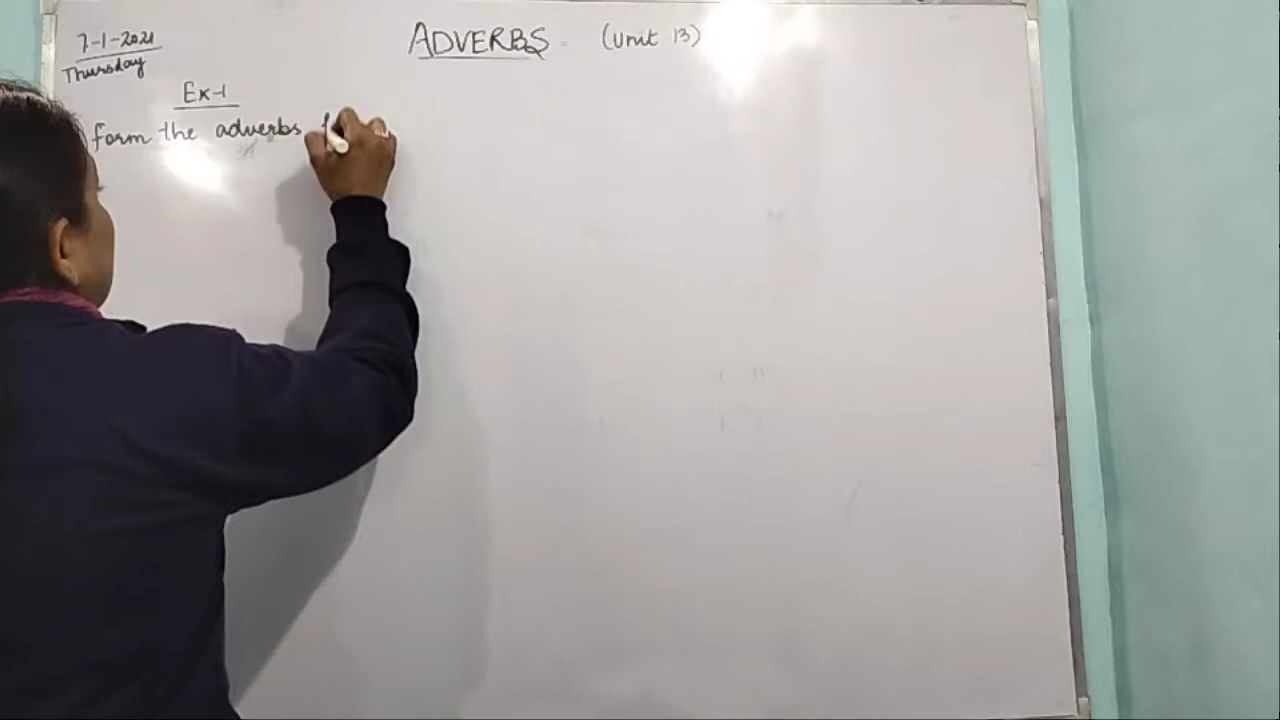 7-1-2021
Thursday
ADVERBS (Unit 13)
Ex-1
form the adverbs f